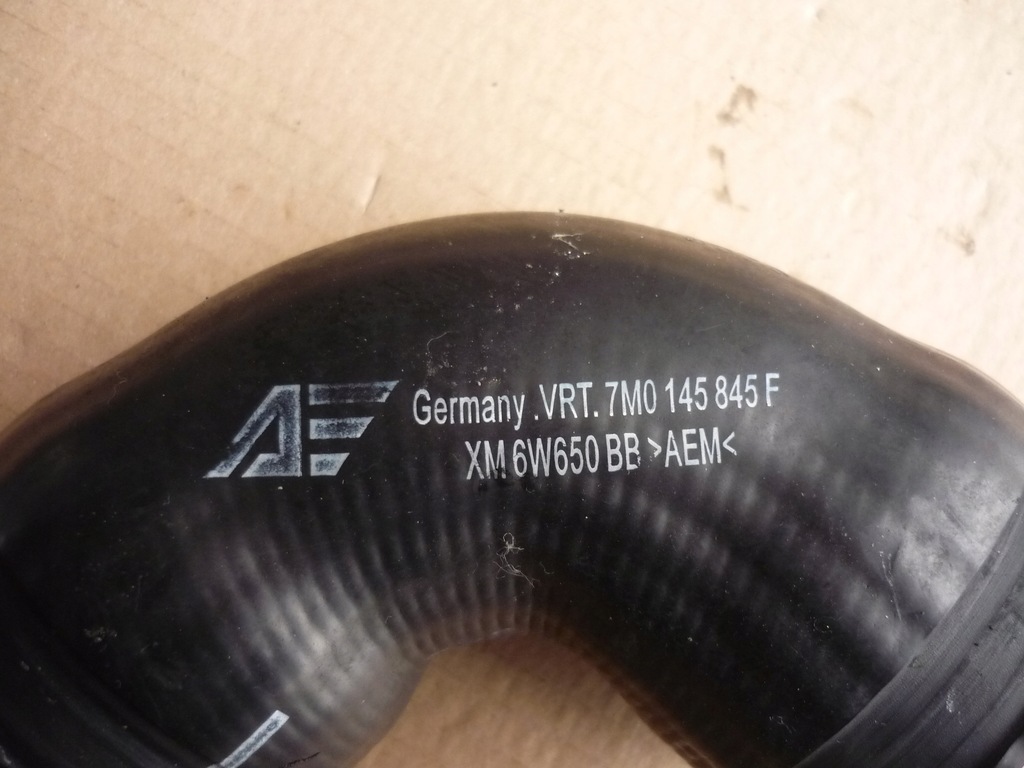 AE
Germany .VRT. 7M0 145 845 F
XM 6W650 BB >AEM<